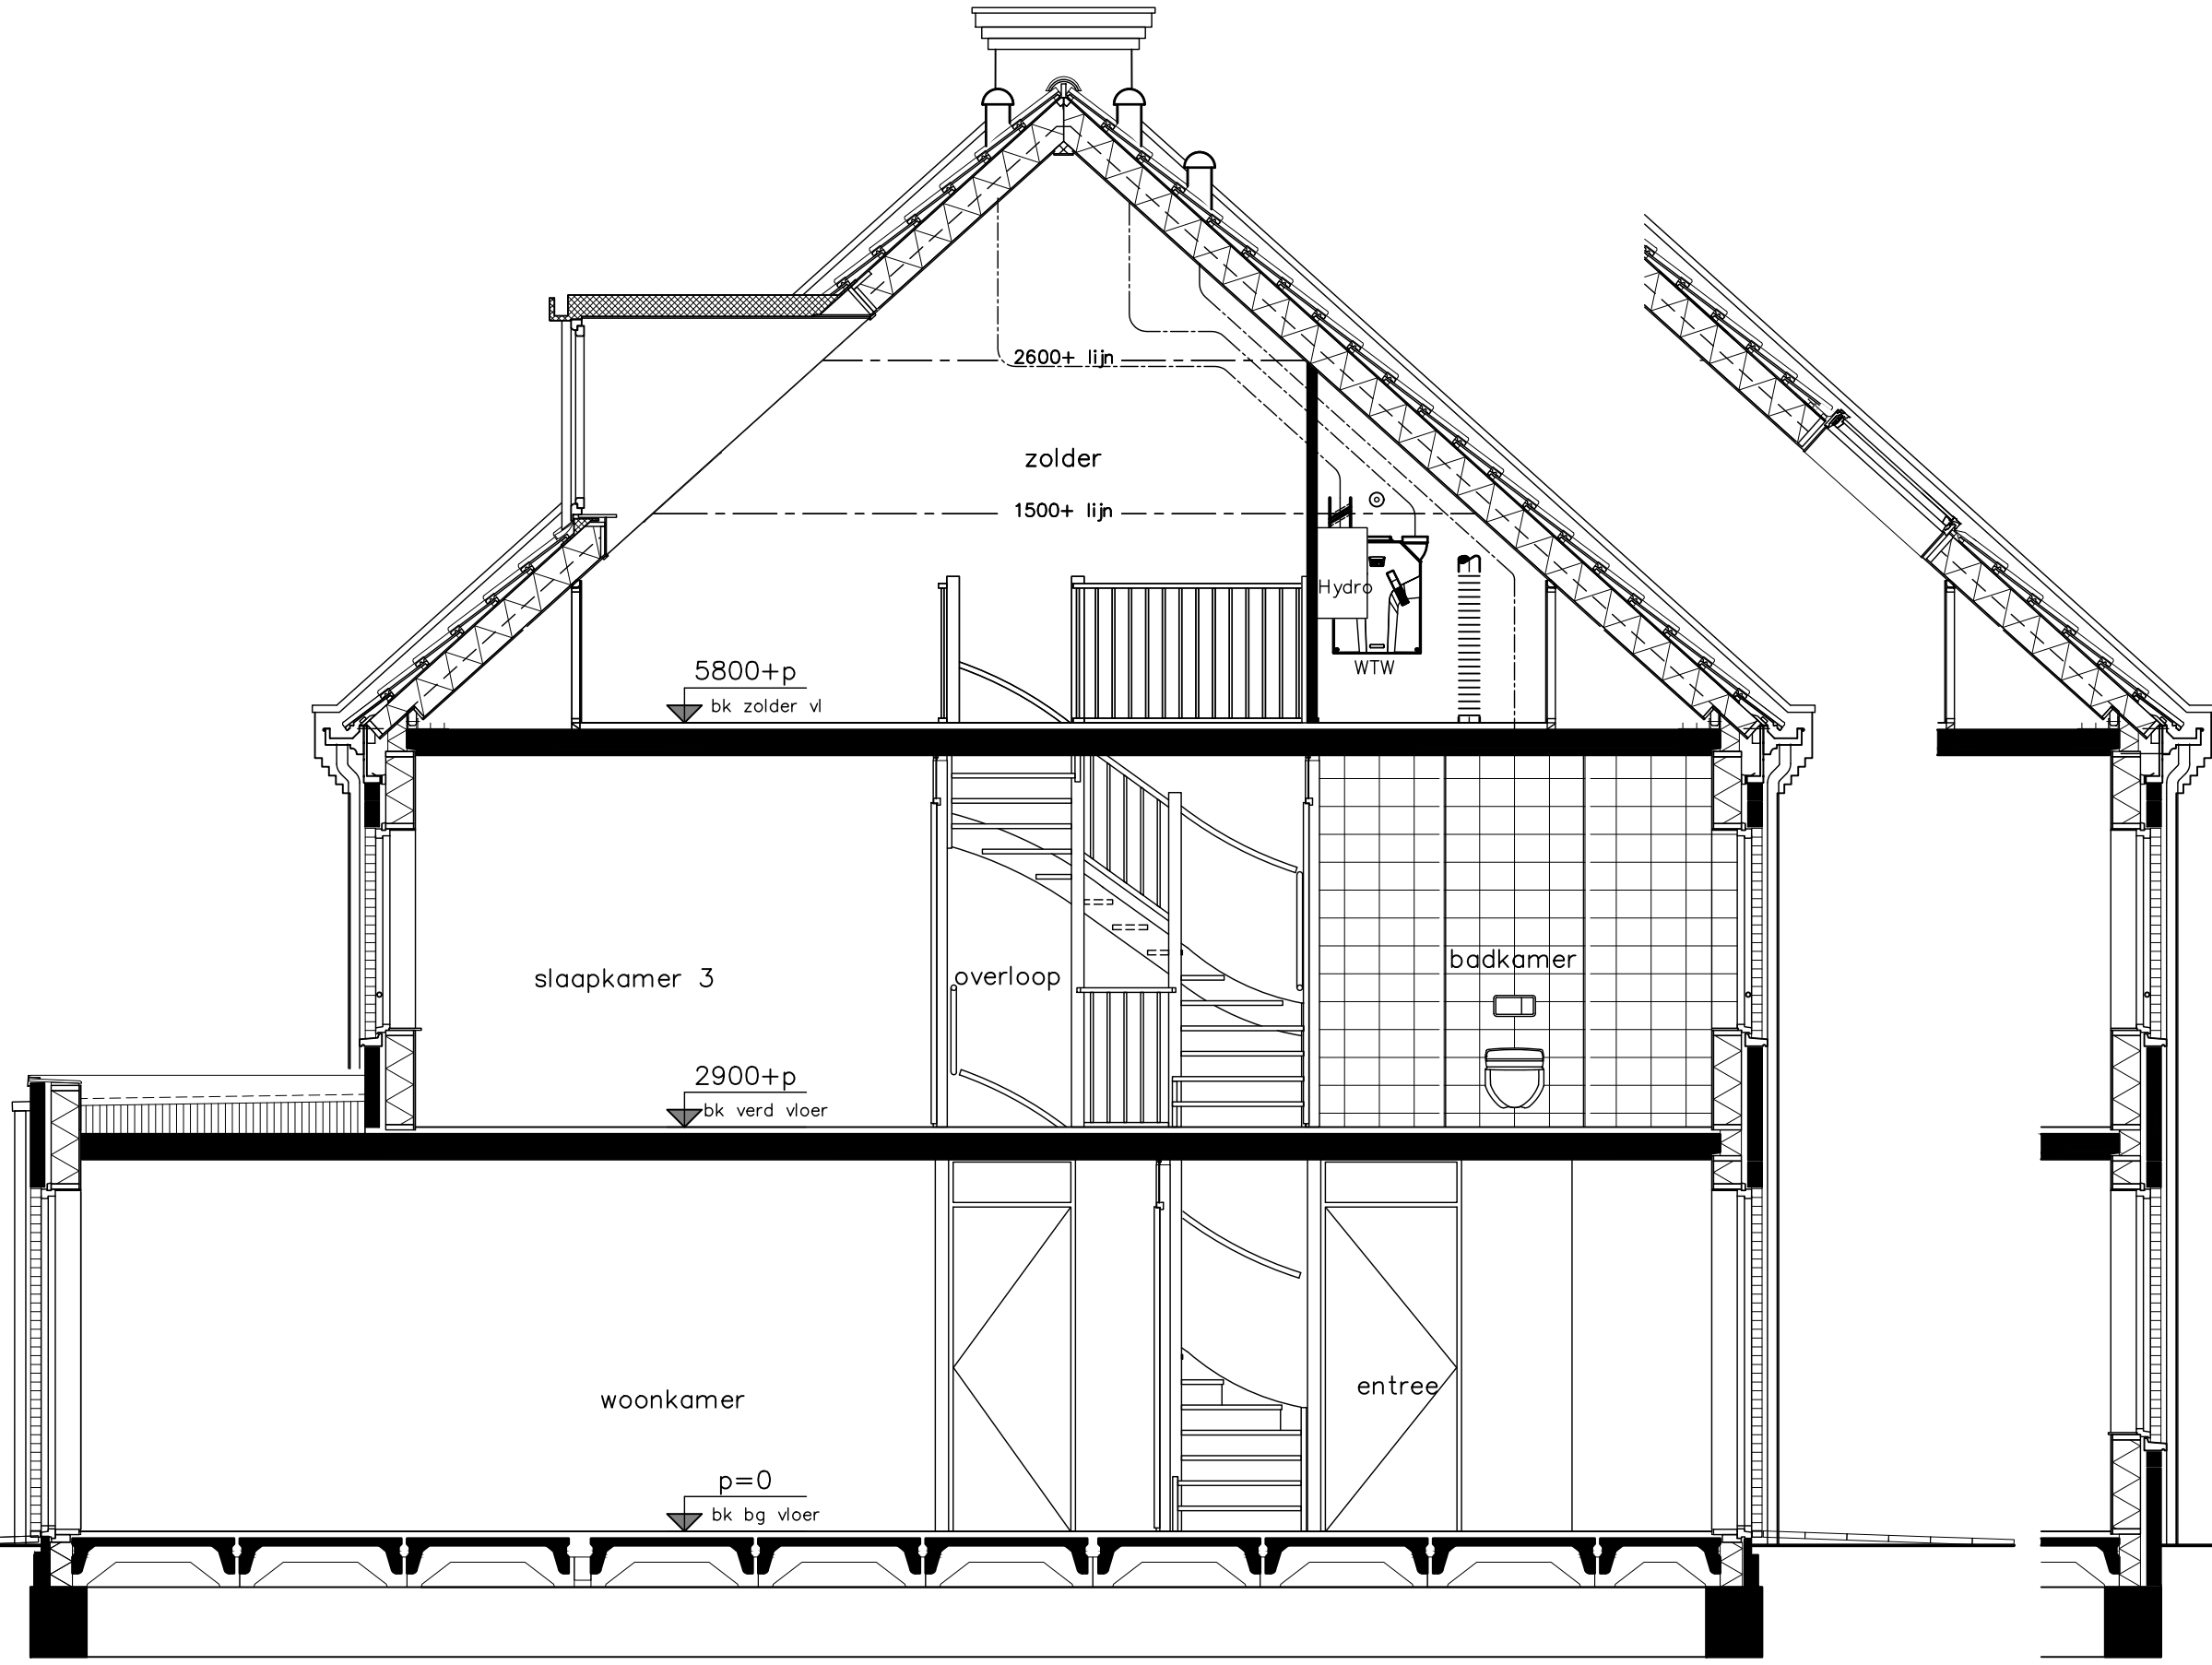 2600+ lijn
zolder
1500+ lijn
Hydro
WTW
5800+p
bk zolder vl
slaapkamer 3
overloop
badkamer
2900+p
bk verd vloer
woonkamer
entree
p=0
bk bg vloer